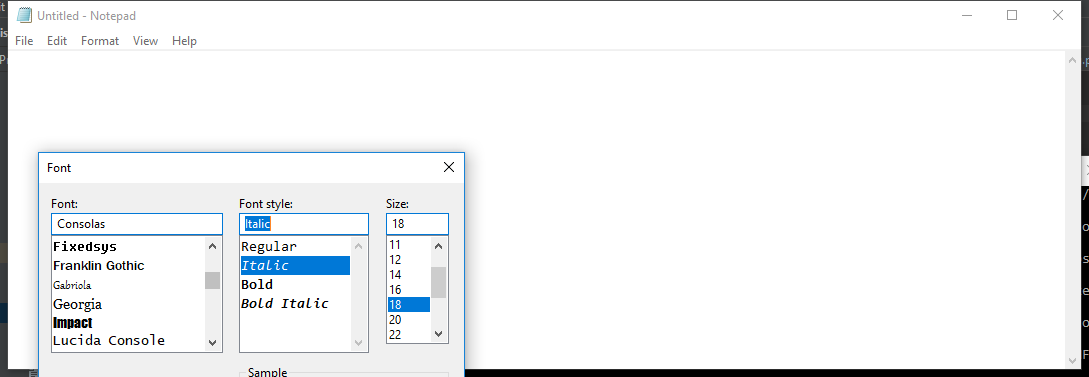 Untitled - Notepad
File Edit Format View Help
Font
Font: Font style: Size:
Consolas Italic 18
Fixedsys Regular 11
Franklin Gothic Italic 12
Gabriola Bold 14
Georgia Bold Italic 16
Impact 18
Lucida Console 20
22
Sample